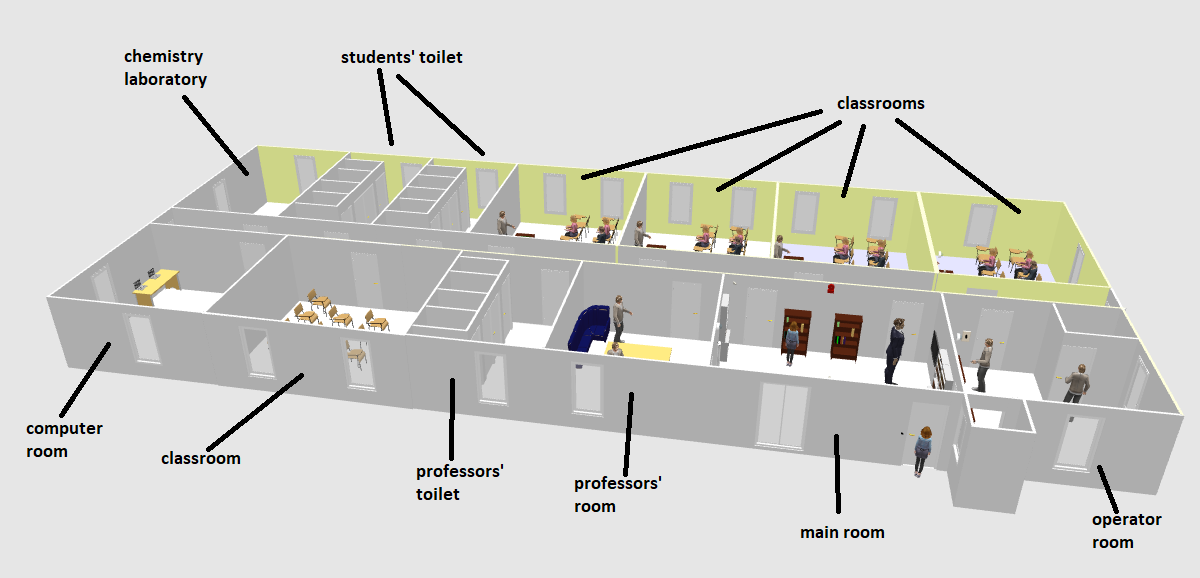 chemistry
laboratory
students' toilet
classrooms
computer
room
classroom
professors'
toilet
professors'
room
main room
operator
room